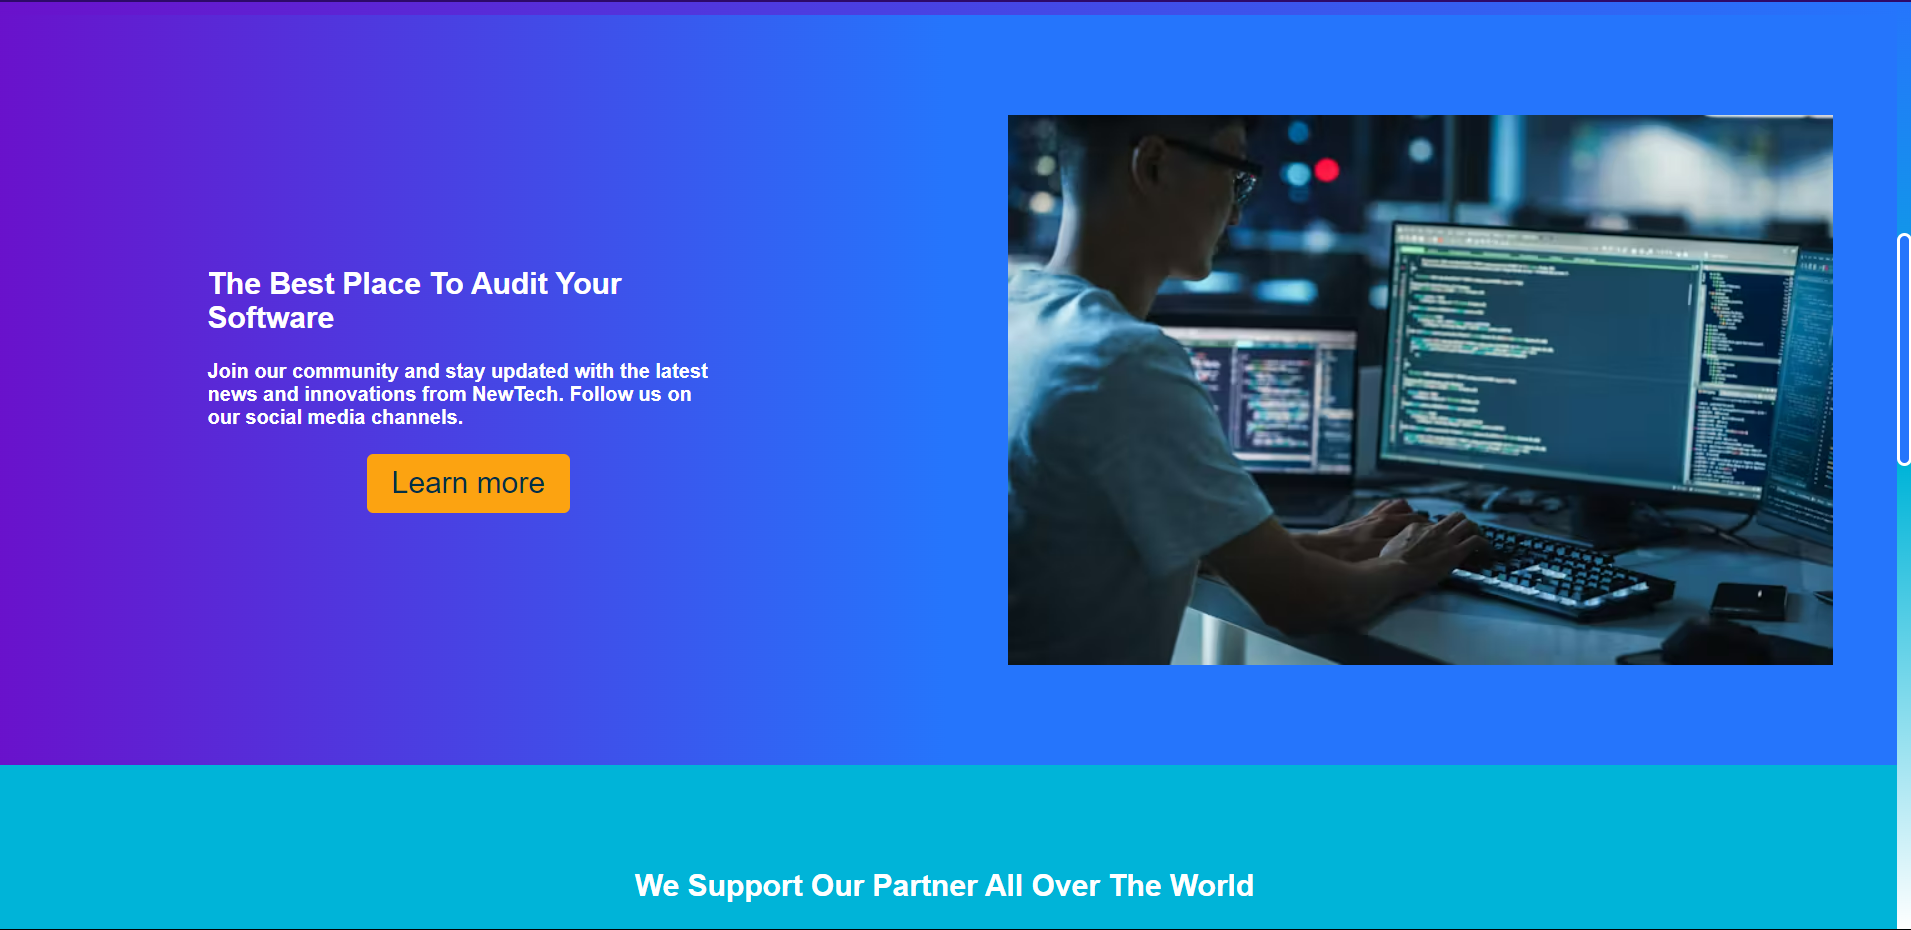 The Best Place To Audit Your
Software
Join our community and stay updated with the latest
news and innovations from NewTech. Follow us on
our social media channels.
Learn more
We Support Our Partner All Over The World